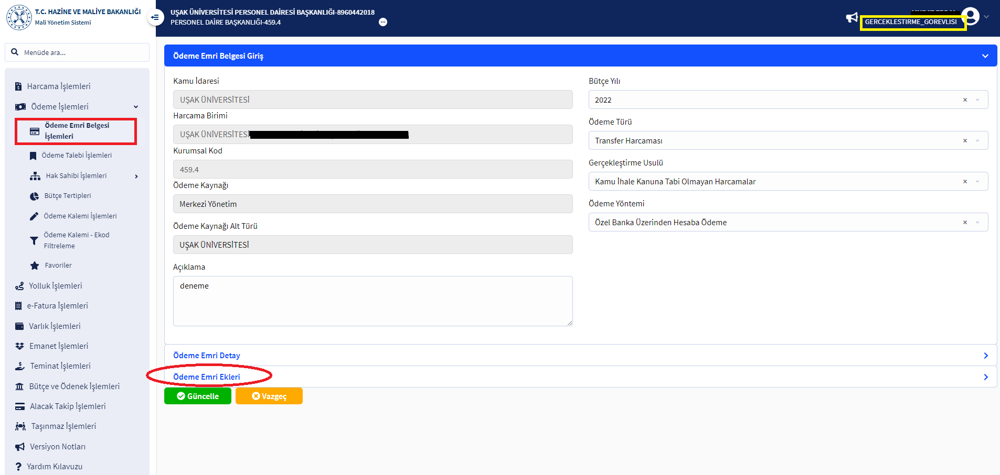 T.C. HAZİNE VE MALİYE BAKANLIĞI
Mali Yönetim Sistemi
UŞAK ÜNİVERSİTESİ PERSONEL DAİRESİ BAŞKANLIĞI-8960442018
PERSONEL DAİRE BAŞKANLIĞI-459.4
GERCEKLESTIRME_GOREVLISI
Menüde ara...
Harcama İşlemleri
Ödeme İşlemleri
Ödeme Emri Belgesi
İşlemleri
Ödeme Talebi İşlemleri
Hak Sahibi İşlemleri
Bütçe Tertipleri
Ödeme Kalemi İşlemleri
Ödeme Kalemi - Ekod
Filtreleme
Favoriler
Yolluk İşlemleri
e-Fatura İşlemleri
Varlık İşlemleri
Emanet İşlemleri
Teminat İşlemleri
Bütçe ve Ödenek İşlemleri
Alacak Takip İşlemleri
Taşınmaz İşlemleri
Versiyon Notları
Yardım Kılavuzu
Ödeme Emri Belgesi Giriş
Kamu İdaresi
UŞAK ÜNİVERSİTESİ
Harcama Birimi
UŞAK ÜNİVERSİTESİ
Kurumsal Kod
459.4
Ödeme Kaynağı
Merkezi Yönetim
Ödeme Kaynağı Alt Türü
UŞAK ÜNİVERSİTESİ
Açıklama
deneme
Bütçe Yılı
2022
Ödeme Türü
Transfer Harcaması
Gerçekleştirme Usulü
Kamu İhale Kanuna Tabi Olmayan Harcamalar
Ödeme Yöntemi
Özel Banka Üzerinden Hesaba Ödeme
Ödeme Emri Detay
Ödeme Emri Ekleri
Güncelle
Vazgeç